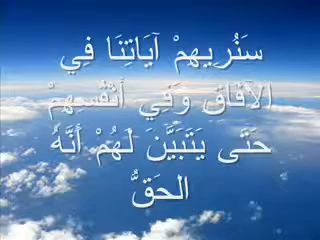 سَنُرِيهِمْ آيَاتِنَا فِي
الآفَاقِ وَفِي أَنْفُسِهِمْ
حَتَى يَتَبَيَّنَ لَهُمْ أَنَّهُ
الحَقُّ